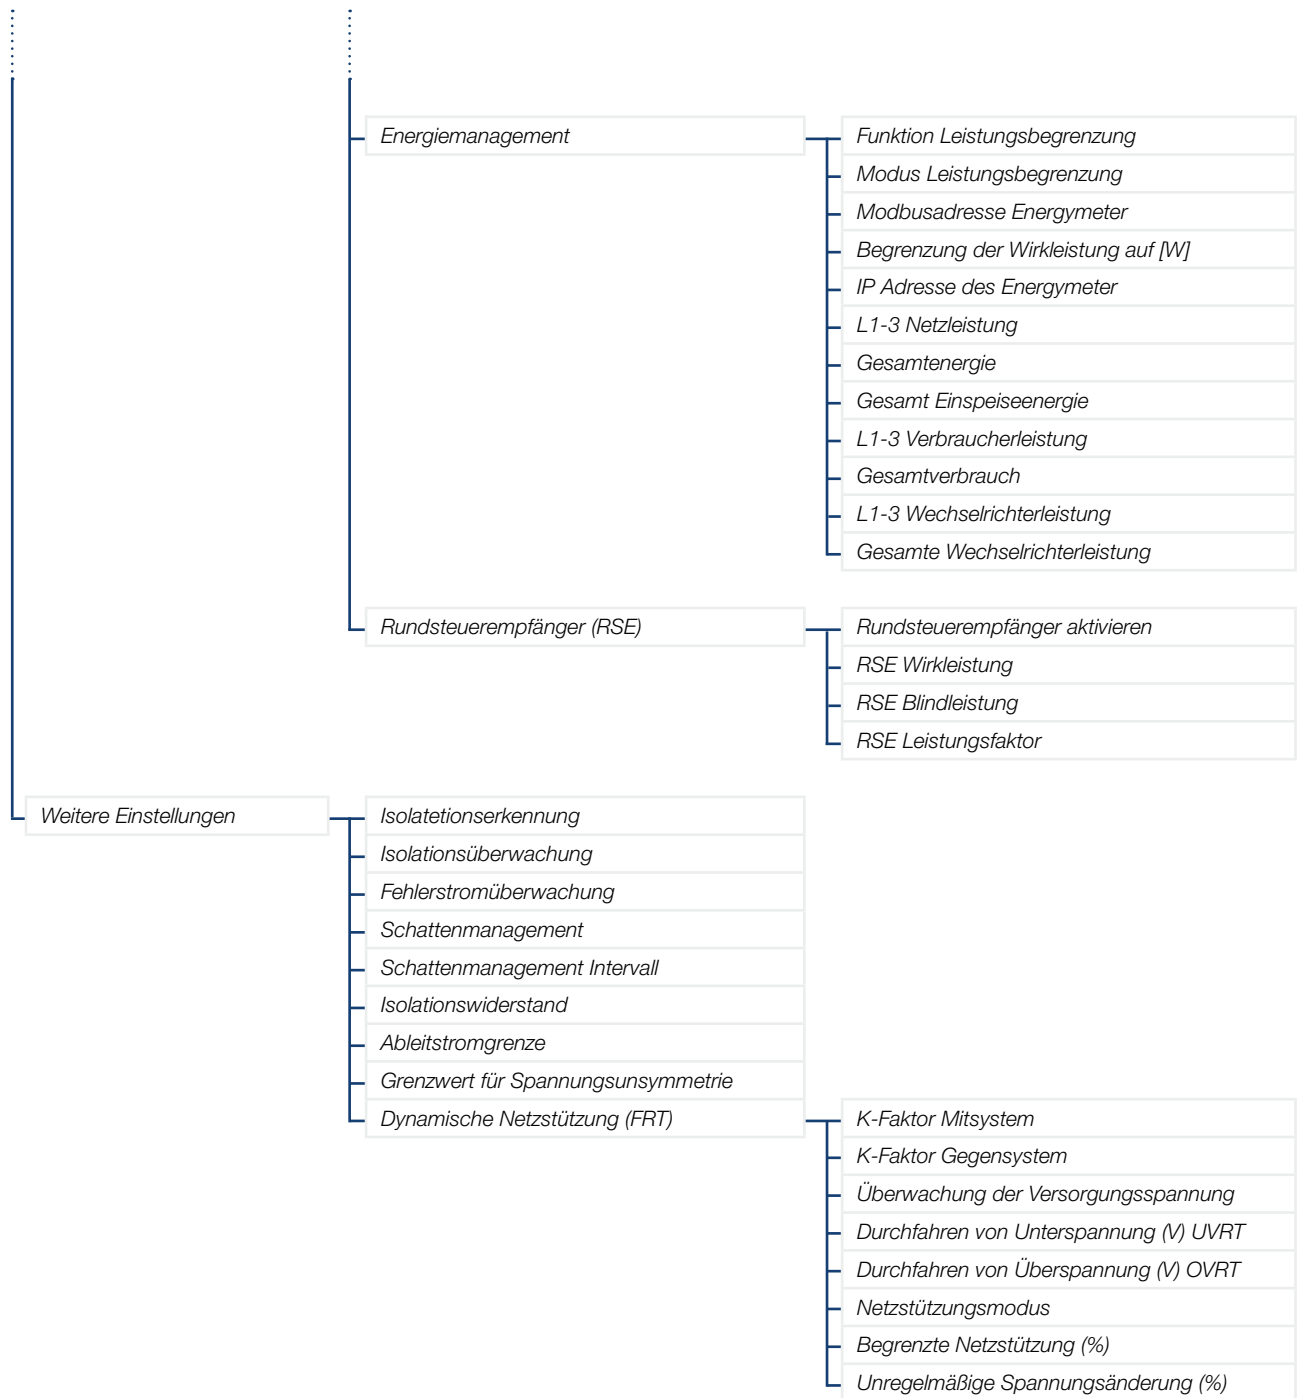 Energiemanagement
Funktion Leistungsbegrenzung
Modus Leistungsbegrenzung
Modbusadresse Energymeter
Begrenzung der Wirkleistung auf [W]
IP Adresse des Energymeter
L1-3 Netzleistung
Gesamtenergie
Gesamt Einspeiseenergie
L1-3 Verbraucherleistung
Gesamtverbrauch
L1-3 Wechselrichterleistung
Gesamte Wechselrichterleistung
Rundsteuerempfänger (RSE)
Rundsteuerempfänger aktivieren
RSE Wirkleistung
RSE Blindleistung
RSE Leistungsfaktor
Weitere Einstellungen
Isolatetionserkennung
Isolationsüberwachung
Fehlerstromüberwachung
Schattenmanagement
Schattenmanagement Intervall
Isolationswiderstand
Ableitstromgrenze
Grenzwert für Spannungsunsymmetrie
Dynamische Netzstützung (FRT)
K-Faktor Mitsystem
K-Faktor Gegensystem
Überwachung der Versorgungsspannung
Durchfahren von Unterspannung (V) UVRT
Durchfahren von Überspannung (V) OVRT
Netzstützungsmodus
Begrenzte Netzstützung (%)
Unregelmäßige Spannungsänderung (%)